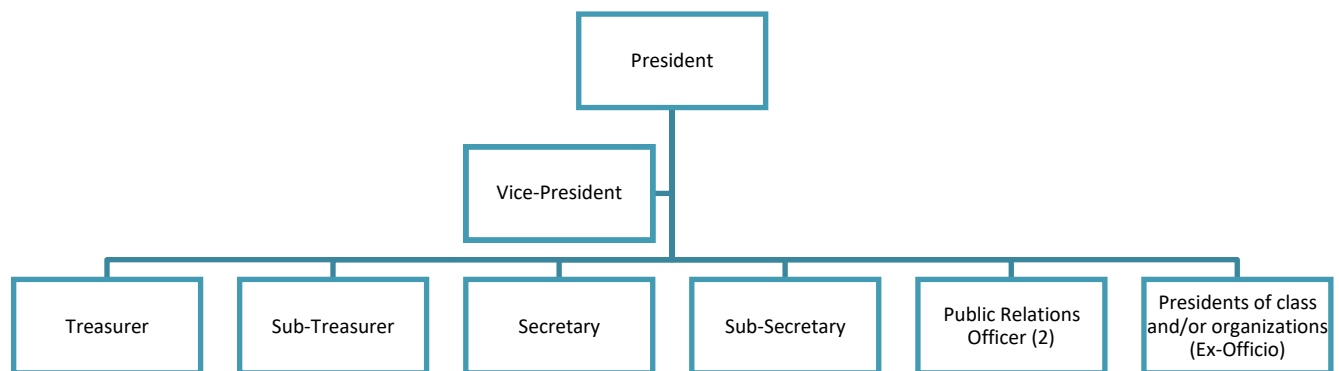 President
Vice-President
Treasurer
Sub-Treasurer
Secretary
Sub-Secretary
Public Relations
Officer (2)
Presidents of class
and/or organizations
(Ex-Officio)